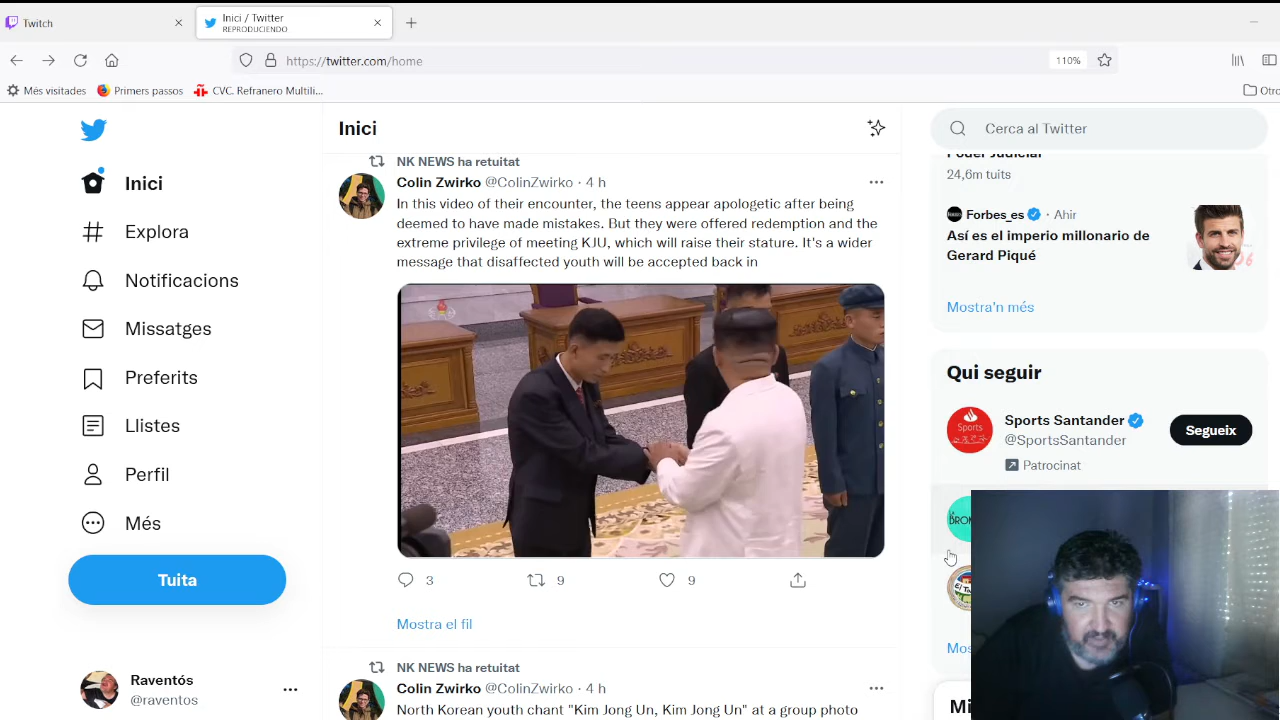 Twitch
Inici / Twitter
REPRODUCIENDO
https://twitter.com/home
110%
Més visitades
Primers passos
CVC. Refranero Multili...
Otro
Inici
Explora
Notificacions
Missatges
Preferits
Llistes
Perfil
Més
Tuita
Raventós
@raventos
Inici
NK NEWS ha retuitat
Colin Zwirko @ColinZwirko · 4 h
In this video of their encounter, the teens appear apologetic after being
deemed to have made mistakes. But they were offered redemption and the
extreme privilege of meeting KJU, which will raise their stature. It's a wider
message that disaffected youth will be accepted back in
3
9
9
Mostra el fil
NK NEWS ha retuitat
Colin Zwirko @ColinZwirko · 4 h
North Korean youth chant "Kim Jong Un, Kim Jong Un" at a group photo
Cerca al Twitter
Poder Judicial
24,6m tuits
Forbes_es · Ahir
Así es el imperio millonario de
Gerard Piqué
Mostra'n més
Qui seguir
Sports
Sports Santander
@SportsSantander
Segueix
Patrocinat